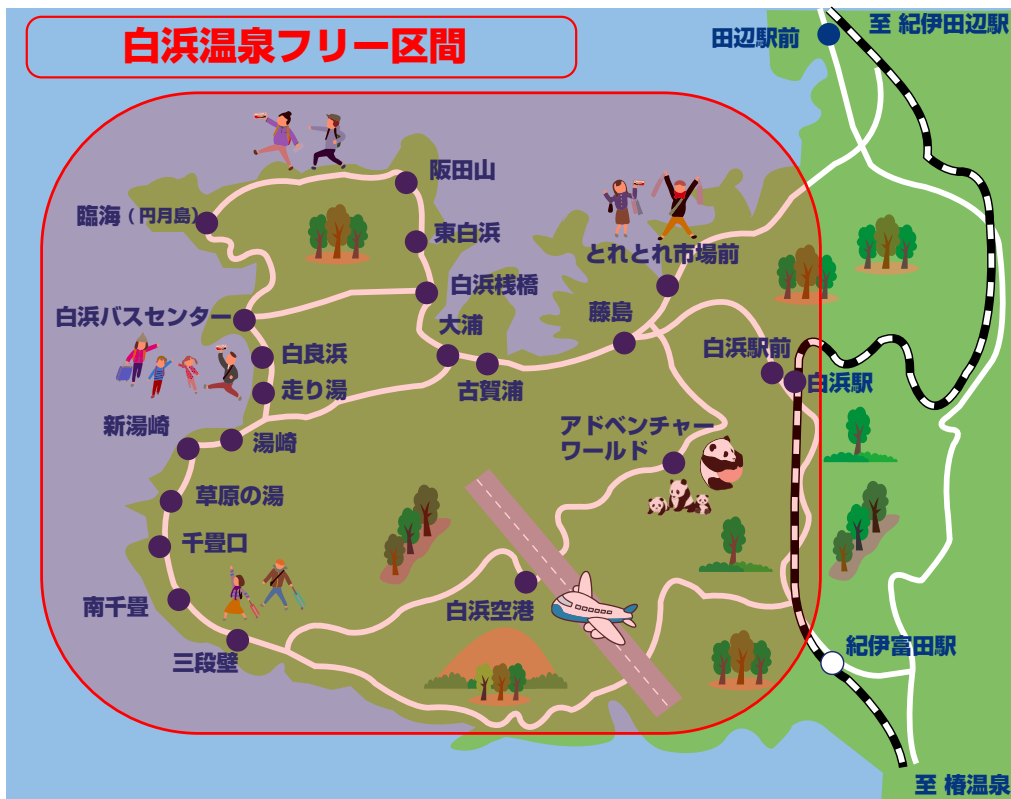 白浜温泉フリー区間
田辺駅前
至 紀伊田辺駅
阪田山
臨海（円月島）
東白浜
とれとれ市場前
白浜桟橋
白浜バスセンター
大浦
藤島
白良浜
白浜駅前
走り湯
古賀浦
白浜駅
新湯崎
湯崎
アドベンチャー
ワールド
草原の湯
千畳口
南千畳
白浜空港
三段壁
紀伊富田駅
至 椿温泉